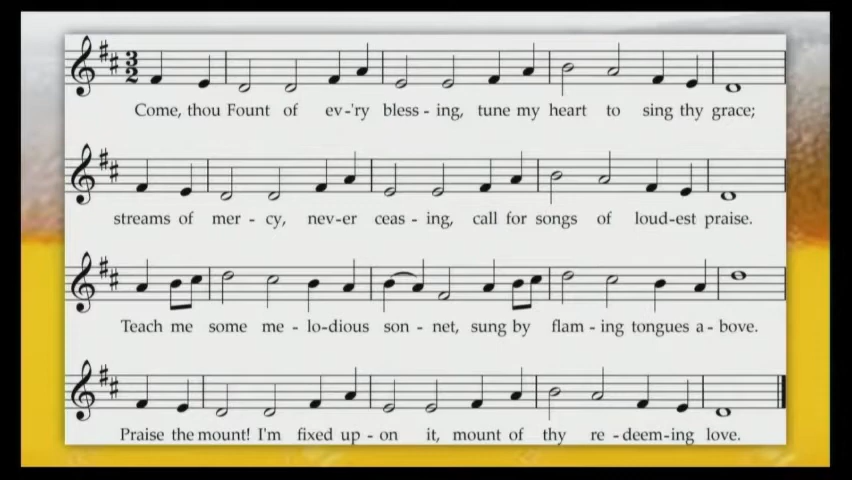 3
2
Come, thou Fount of ev-'ry bless - ing, tune my heart to sing thy grace;
streams of mer - cy, nev-er ceas - ing, call for songs of loud-est praise.
Teach me some me - lo-dious son - net, sung by flam - ing tongues a - bove.
Praise the mount! I'm fixed up - on it, mount of thy re - deem-ing love.